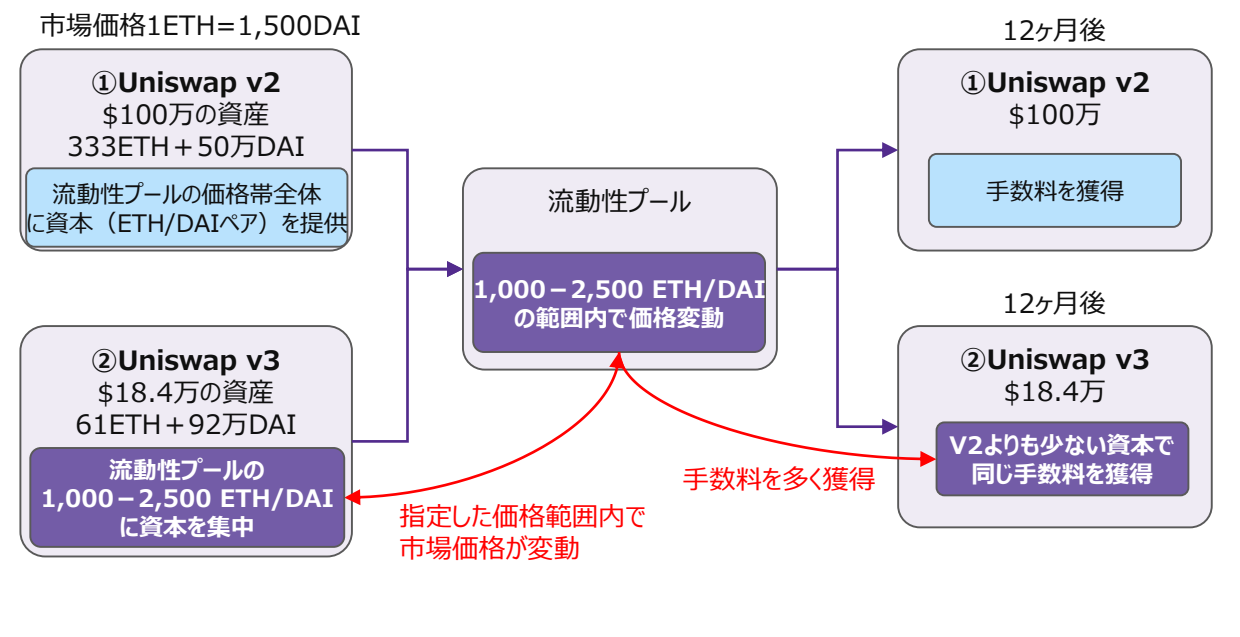 市場価格1ETH=1,500DAI
①Uniswap v2
$100万の資産
333ETH＋50万DAI
流動性プールの価格帯全体
に資本（ETH/DAIペア）を提供
②Uniswap v3
$18.4万の資産
61ETH＋92万DAI
流動性プールの
1,000－2,500 ETH/DAI
に資本を集中
流動性プール
1,000－2,500 ETH/DAI
の範囲内で価格変動
指定した価格範囲内で
市場価格が変動
手数料を多く獲得
12ヶ月後
①Uniswap v2
$100万
手数料を獲得
12ヶ月後
②Uniswap v3
$18.4万
V2よりも少ない資本で
同じ手数料を獲得